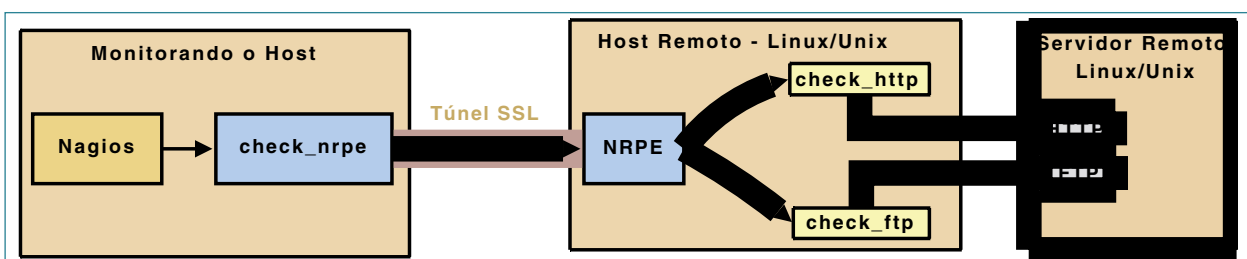 Monitorando o Host
Nagios
check_nrpe
Túnel SSL
Host Remoto - Linux/Unix
NRPE
check_http
check_ftp
Servidor Remoto
Linux/Unix